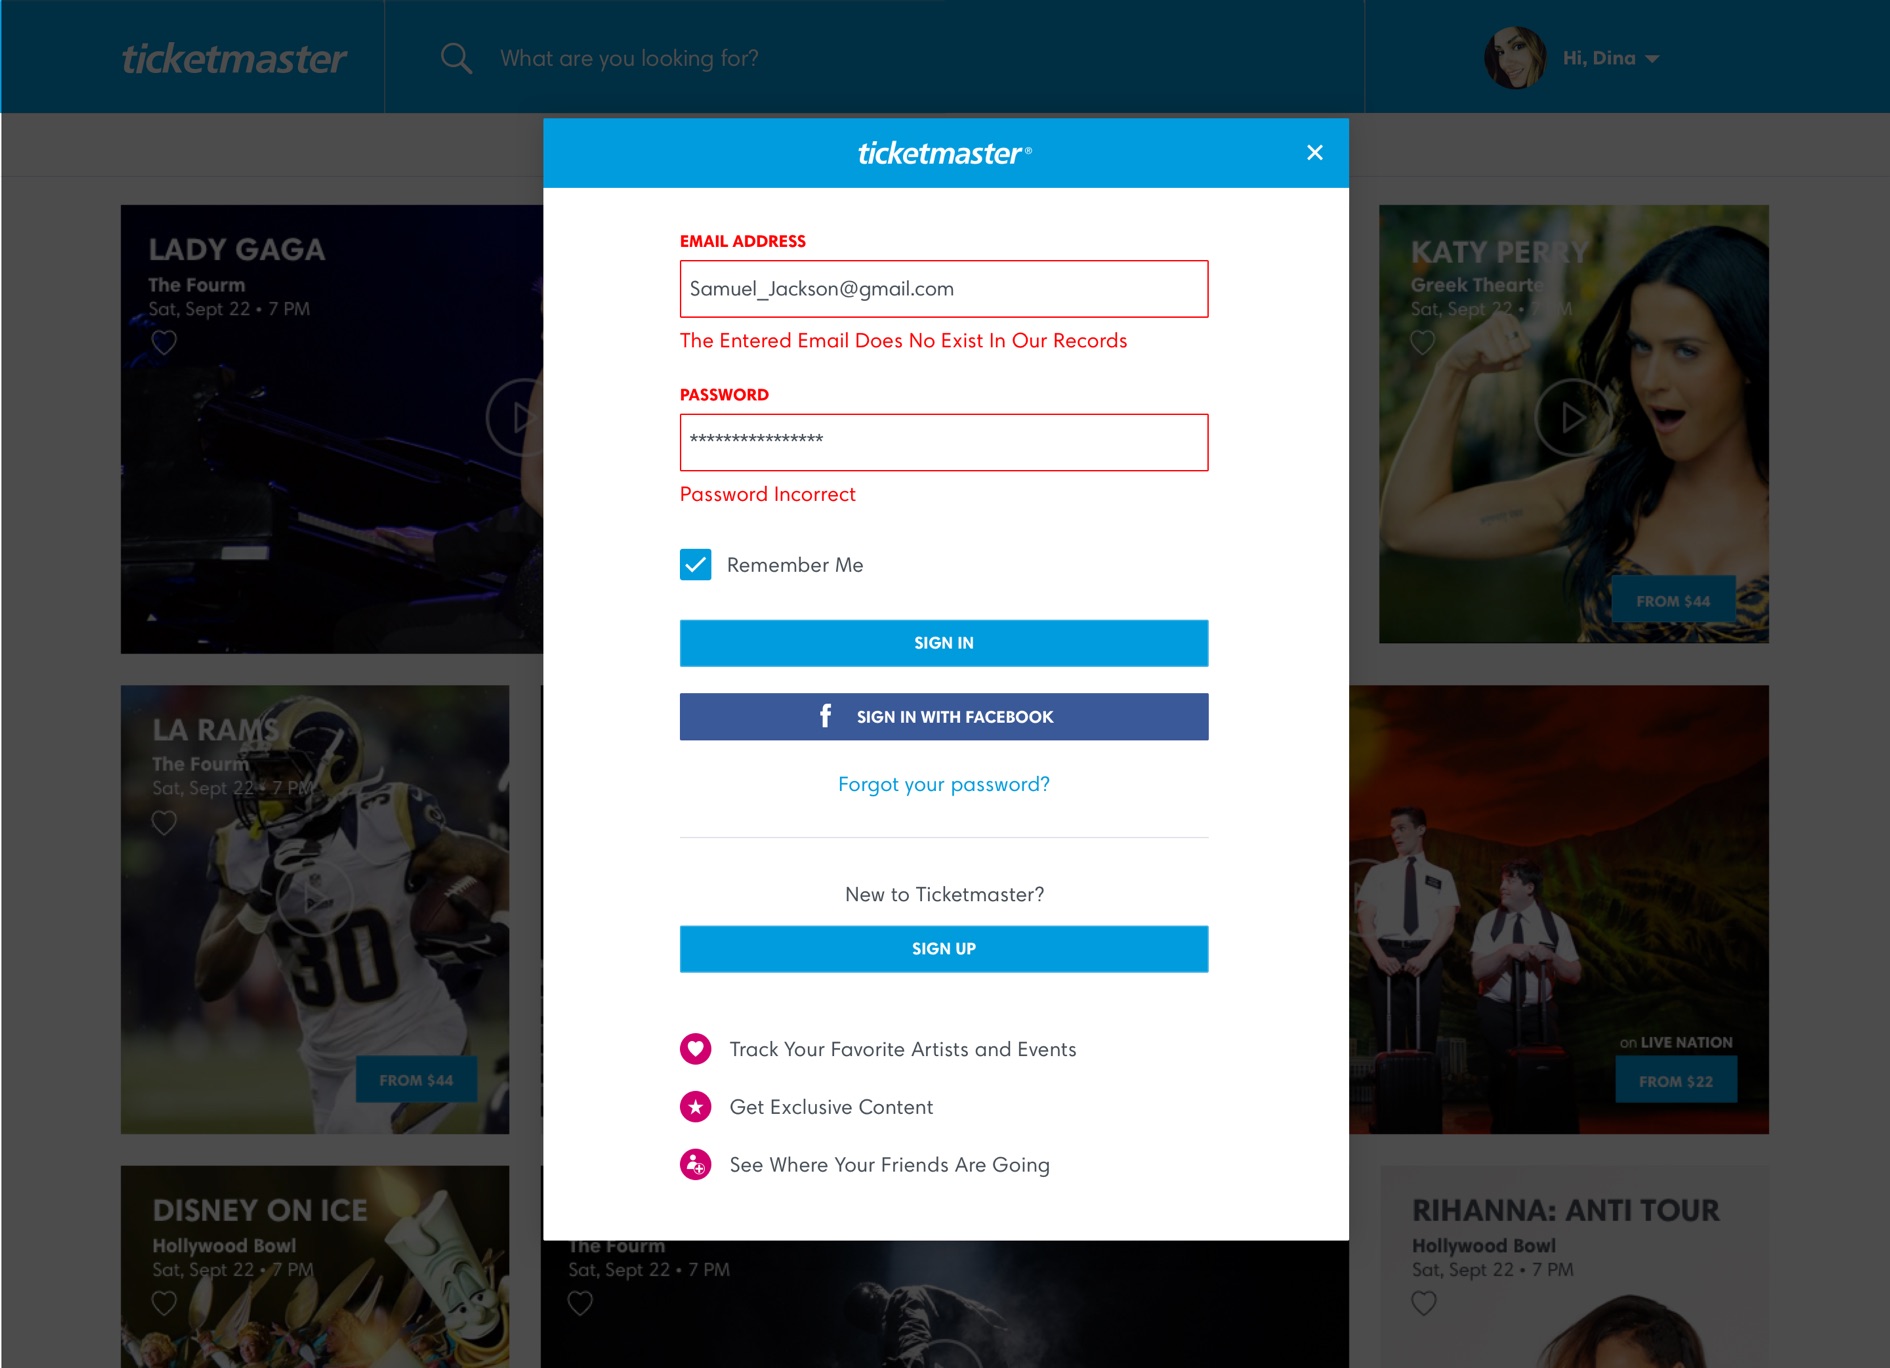 ticketmaster
What are you looking for?
Hi, Dina
ticketmaster®
LADY GAGA
The Fourm
Sat, Sept 22 • 7 PM
KATY PERRY
Greek Thearte
Sat, Sept 22 • 7 PM
FROM $44
EMAIL ADDRESS
Samuel_Jackson@gmail.com
The Entered Email Does No Exist In Our Records
PASSWORD
****************
Password Incorrect
Remember Me
SIGN IN
f SIGN IN WITH FACEBOOK
Forgot your password?
New to Ticketmaster?
SIGN UP
Track Your Favorite Artists and Events
Get Exclusive Content
See Where Your Friends Are Going
LA RAMS
The Fourm
Sat, Sept 22 • 7 PM
30
30
FROM $44
on LIVE NATION
FROM $22
DISNEY ON ICE
Hollywood Bowl
Sat, Sept 22 • 7 PM
The Fourm
Sat, Sept 22 • 7 PM
RIHANNA: ANTI TOUR
Hollywood Bowl
Sat, Sept 22 • 7 PM